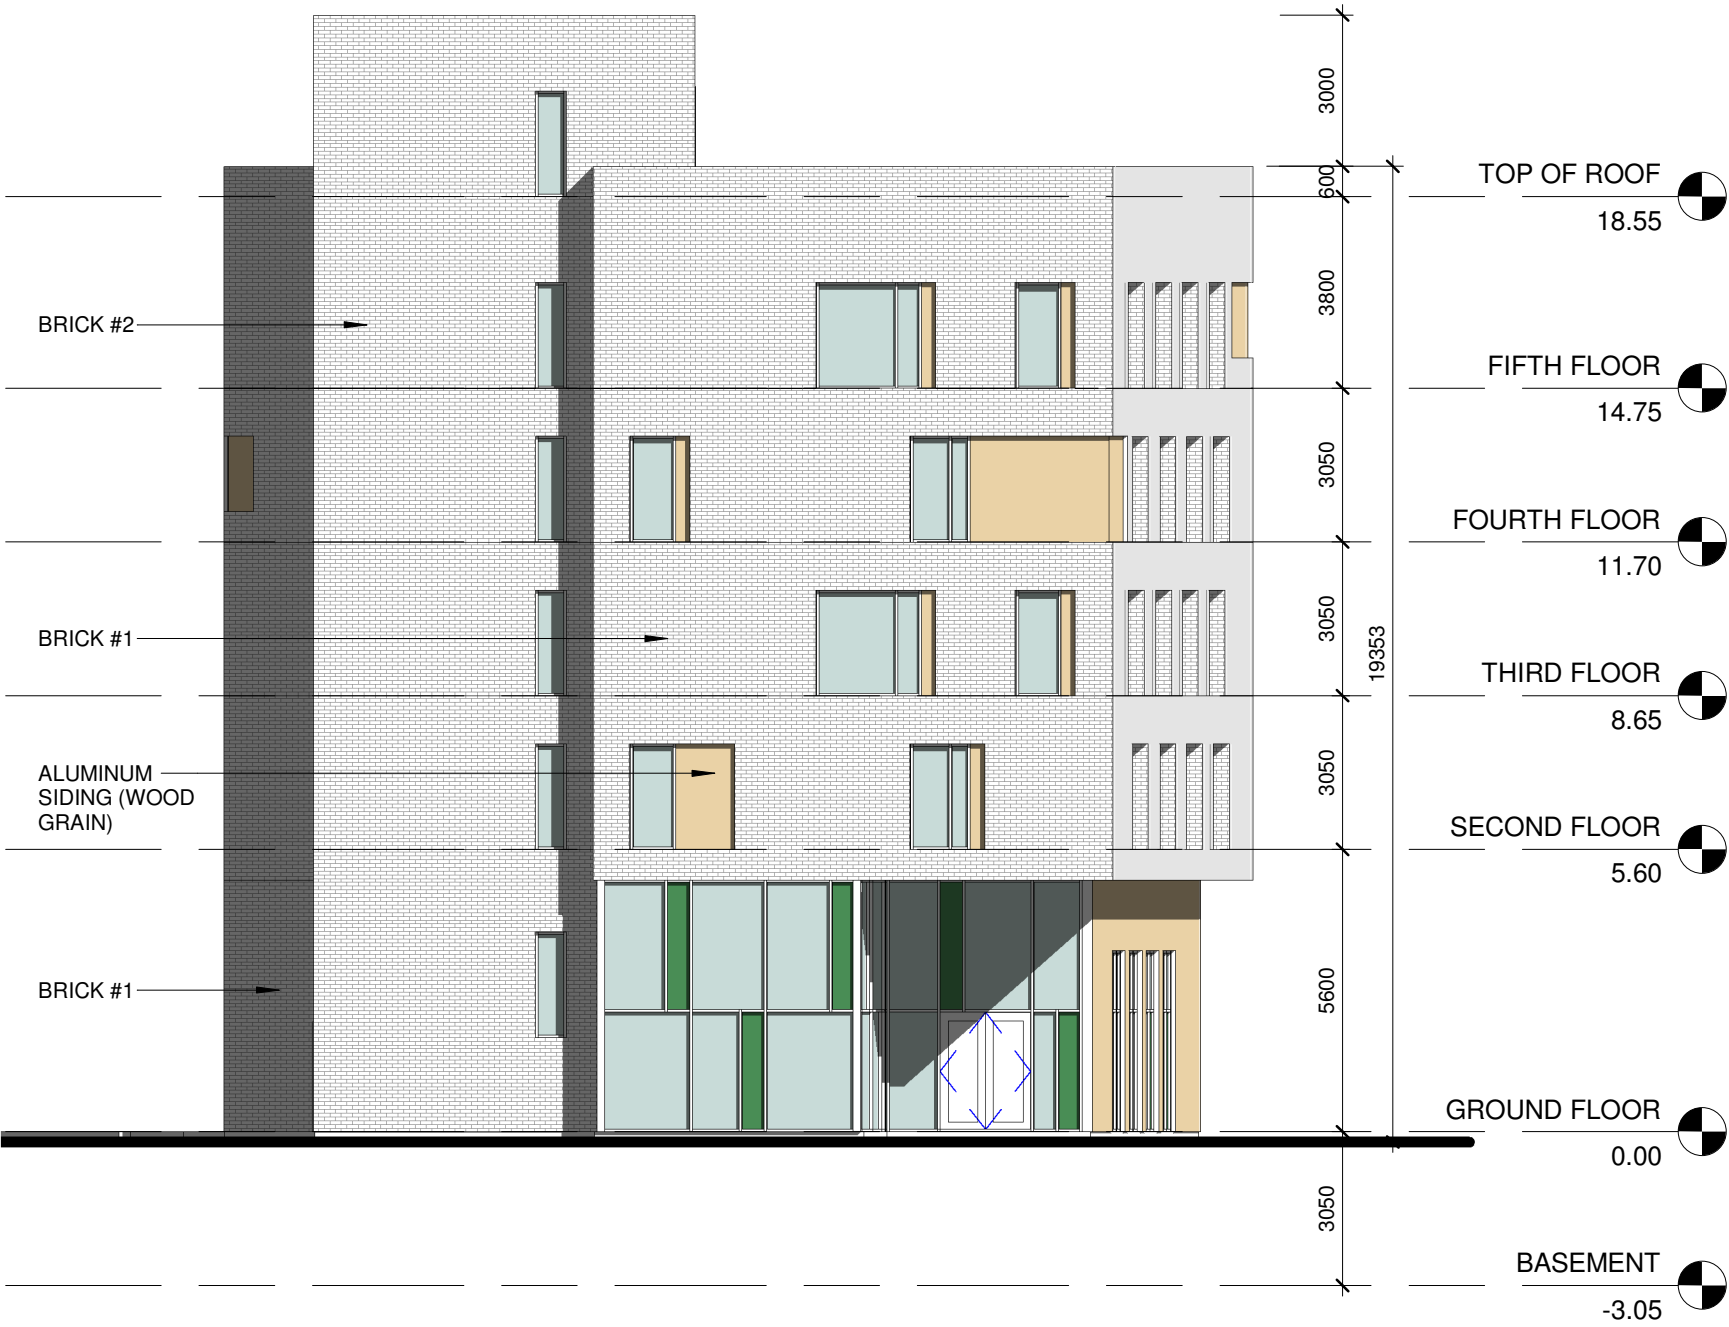 3000
TOP OF ROOF
600
18.55
3800
BRICK #2
FIFTH FLOOR
14.75
3050
FOURTH FLOOR
11.70
3050
BRICK #1
19353
THIRD FLOOR
8.65
3050
ALUMINUM
SIDING (WOOD
GRAIN)
SECOND FLOOR
5.60
5600
BRICK #1
GROUND FLOOR
0.00
3050
BASEMENT
-3.05